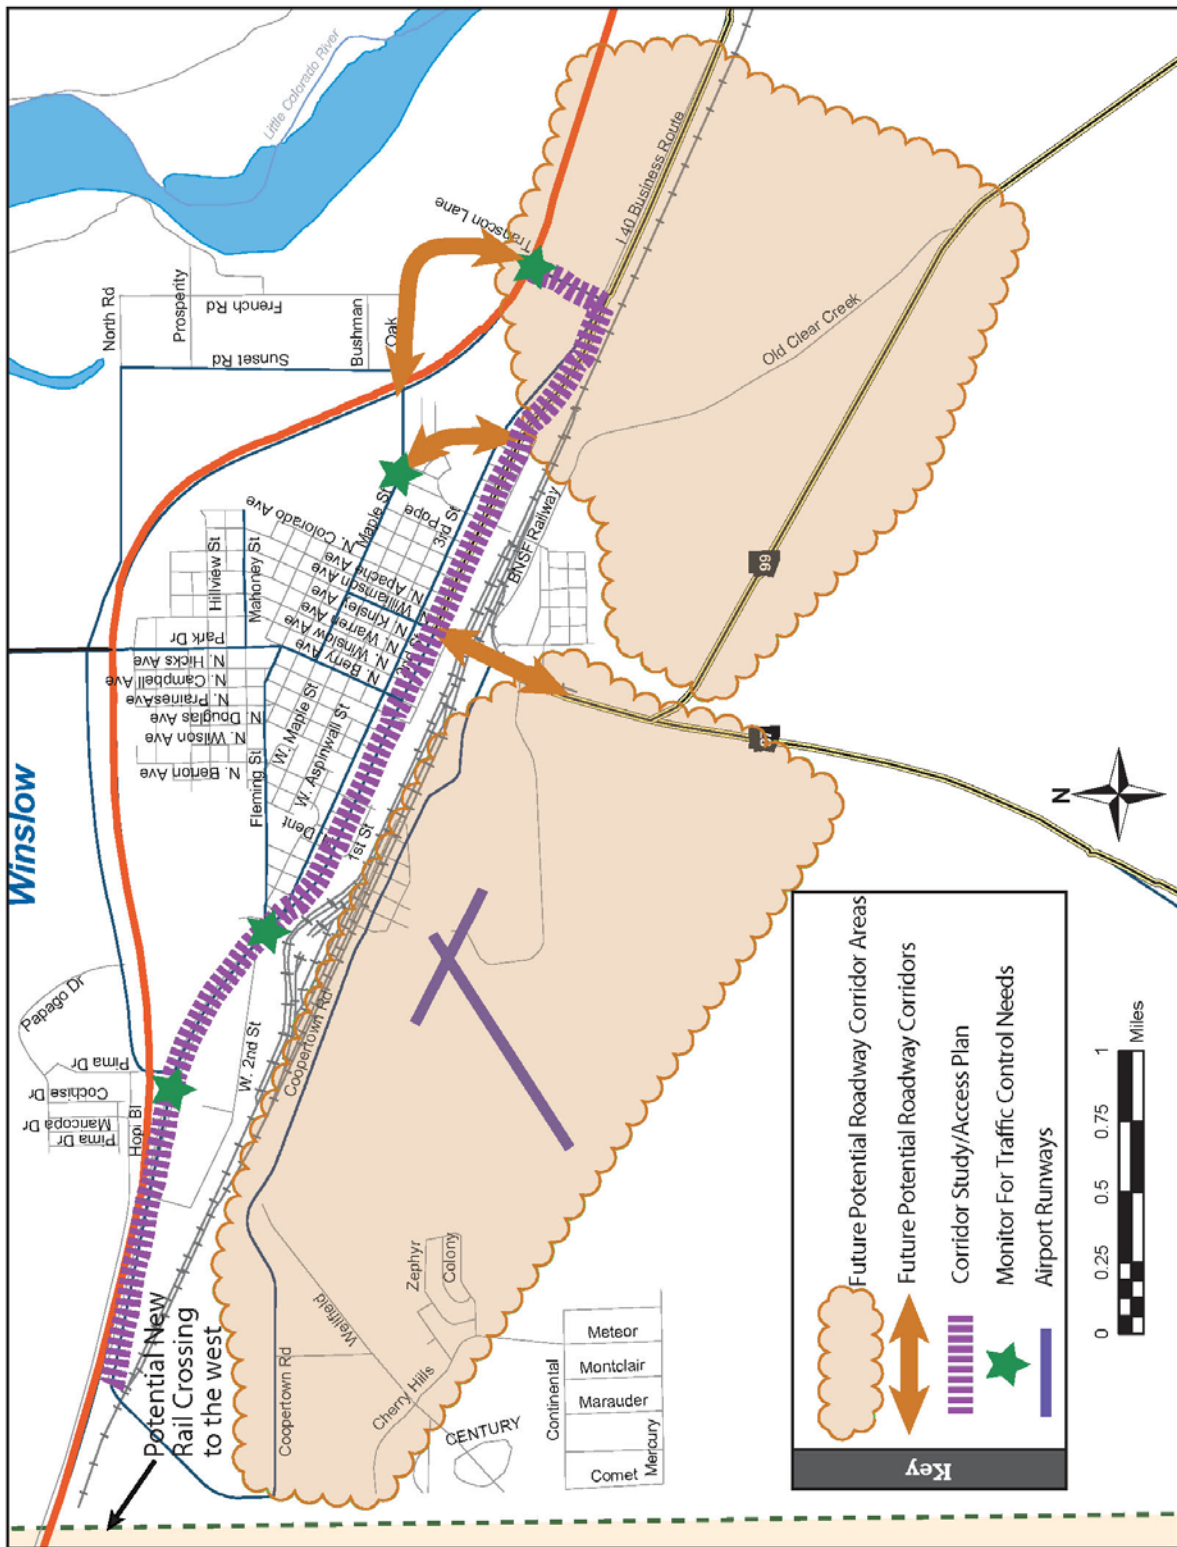 Winslow
Little Colorado River
North Rd
Prosperity
French Rd
Sunset Rd
Bushman
Oak
Transcon Lane
I 40 Business Route
Old Clear Creek
99
N
Papago Dr
Pima Dr
Cochise Dr
Maricopa Dr
Pima Dr
Hopi Bl
W. 2nd St
Coopertown Rd
Park Dr
N. Hicks Ave
N. Campbell Ave
N. PrairiesAve
N. Douglas Ave
N. Wilson Ave
N. Berton Ave
Hillview St
Mahoney St
Fleming St
W. Maple St
W. Aspinwall St
Dent
1st St
N. Berry Ave
N. Winslow Ave
N. Warren Ave
N. Kinsley Ave
N. Williamson Ave
N. Apache Ave
N. Colorado Ave
Maple St
Pope
3rd St
BNSF Railway
Potential New
Rail Crossing
to the west
Wellfield
Coopertown Rd
Zephyr
Colony
Cherry Hills
CENTURY
Continental
Meteor
Montclair
Marauder
Comet
Mercury
Key
Future Potential Roadway Corridor Areas
Future Potential Roadway Corridors
Corridor Study/Access Plan
Monitor For Traffic Control Needs
Airport Runways
0
0.25
0.5
0.75
1
Miles